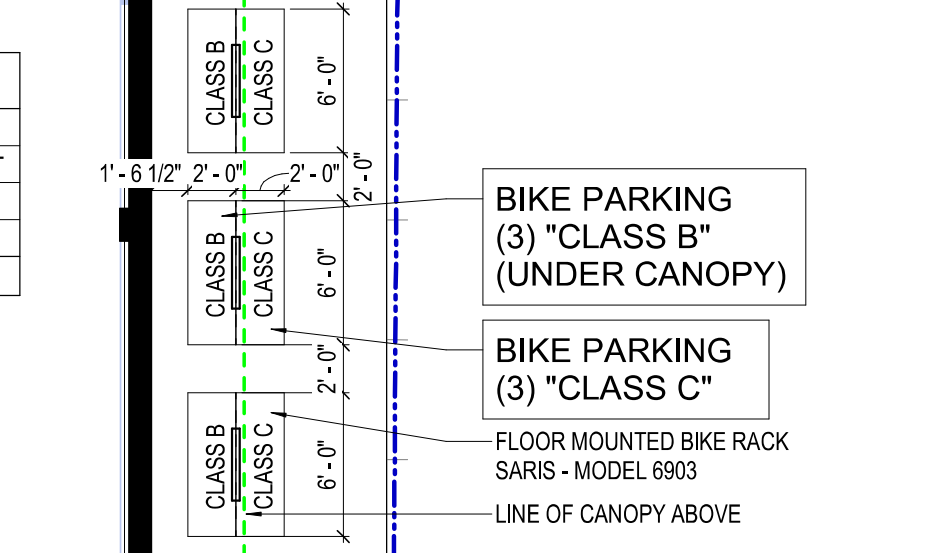 CLASS B
CLASS C
6' - 0"
1' - 6 1/2"
2' - 0"
2' - 0"
2' - 0"
CLASS B
CLASS C
6' - 0"
2' - 0"
CLASS B
CLASS C
6' - 0"
BIKE PARKING
(3) "CLASS B"
(UNDER CANOPY)
BIKE PARKING
(3) "CLASS C"
FLOOR MOUNTED BIKE RACK
SARIS - MODEL 6903
LINE OF CANOPY ABOVE